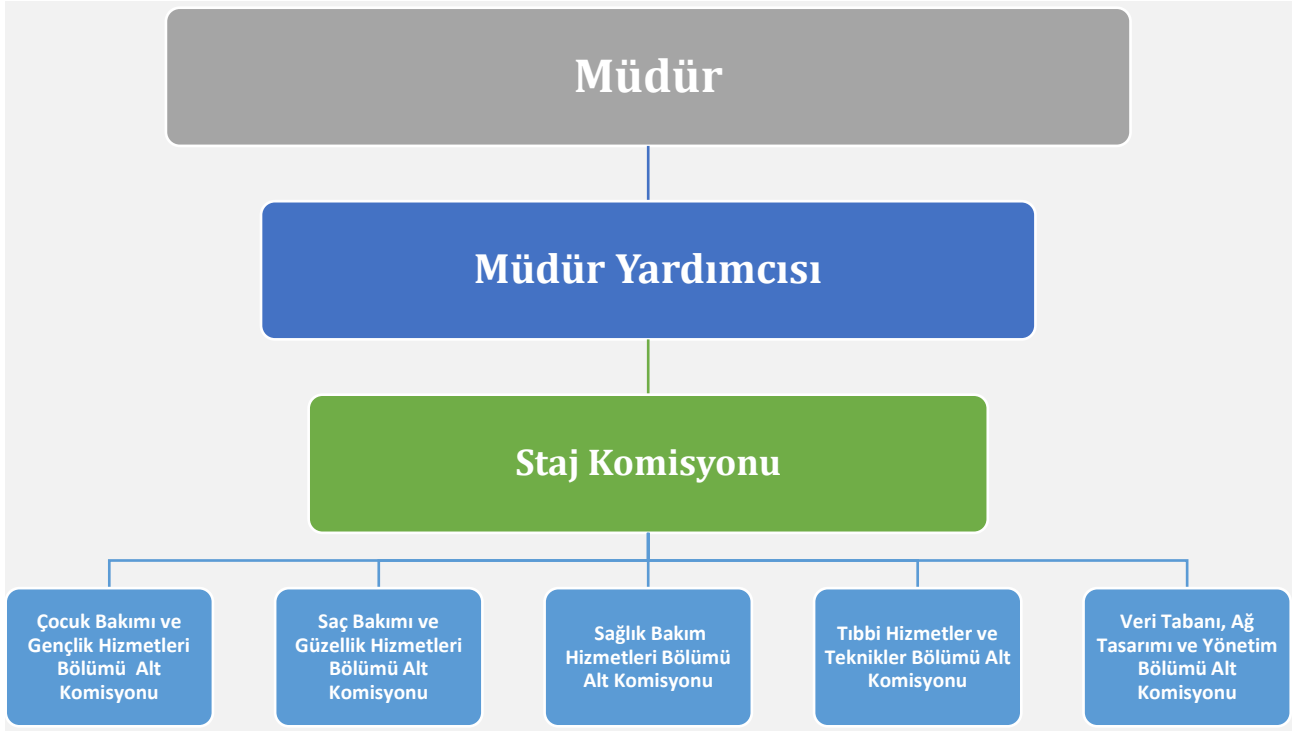 Müdür
Müdür Yardımcısı
Staj Komisyonu
Çocuk Bakımı ve
Gençlik Hizmetleri
Bölümü  Alt
Komisyonu
Saç Bakımı ve
Güzellik Hizmetleri
Bölümü Alt
Komisyonu
Sağlık Bakım
Hizmetleri Bölümü
Alt Komisyonu
Tıbbi Hizmetler ve
Teknikler Bölümü Alt
Komisyonu
Veri Tabanı, Ağ
Tasarımı ve Yönetim
Bölümü Alt
Komisyonu